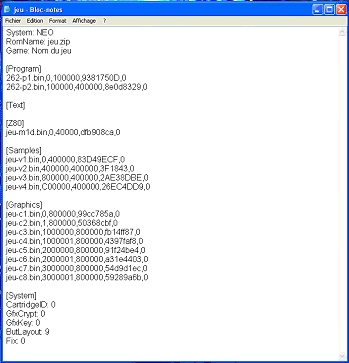 jeu - Bloc-notes
Fichier Edition Format Affichage ?
System: NEO
RomName: jeu.zip
Game: Nom du jeu
[Program]
262-p1.bin,0,100000,9381750D,0
262-p2.bin,100000,400000,8e0d8329,0
[Text]
[Z80]
jeu-m1d.bin,0,40000,dfb908ca,0
[Samples]
jeu-v1.bin,0,400000,83D49ECF,0
jeu-v2.bin,400000,400000,3F1843,0
jeu-v3.bin,800000,400000,2AE38DBE,0
jeu-v4.bin,C00000,400000,26EC4DD9,0
[Graphics]
jeu-c1.bin,0,800000,99cc785a,0
jeu-c2.bin,1,800000,50368cbf,0
jeu-c3.bin,1000000,800000,fb14ff87,0
jeu-c4.bin,1000001,800000,4397faf8,0
jeu-c5.bin,2000000,800000,91f24be4,0
jeu-c6.bin,2000001,800000,a31e4403,0
jeu-c7.bin,3000000,800000,54d9d1ec,0
jeu-c8.bin,3000001,800000,59289a6b,0
[System]
CartridgeID: 0
GfxCrypt: 0
GfxKey: 0
ButLayout: 9
Fix: 0